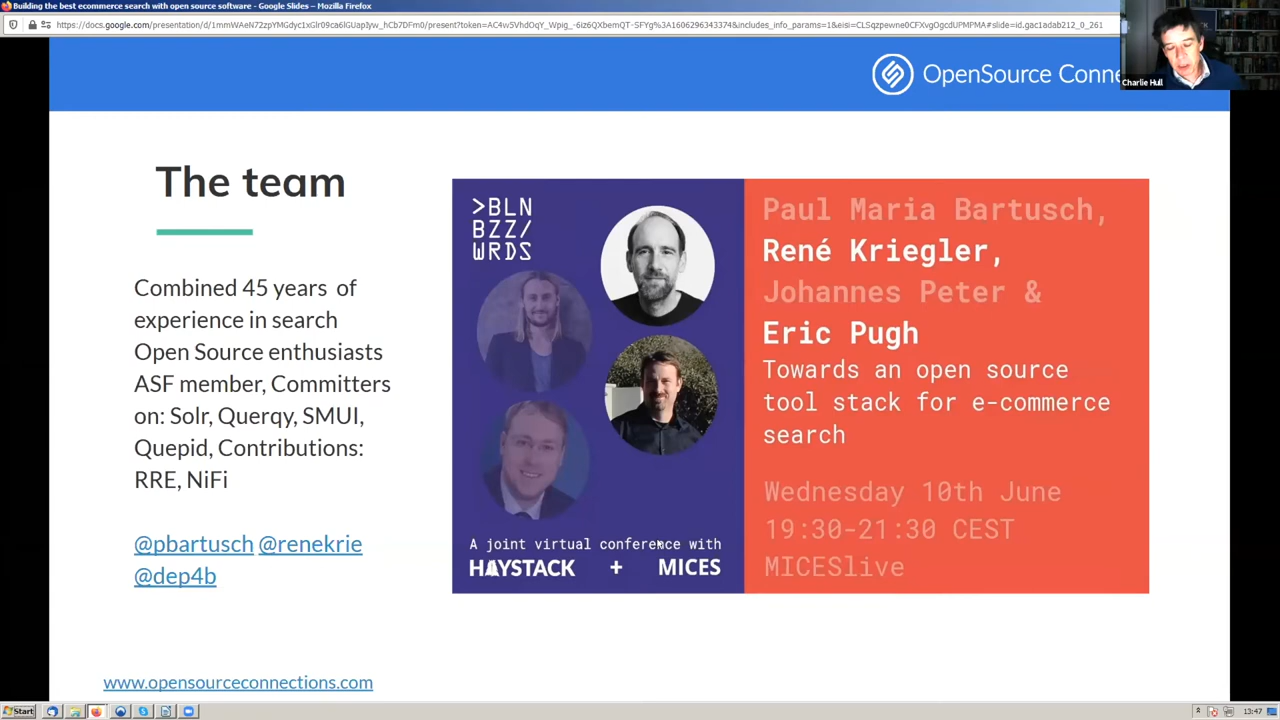 Building the best ecommerce search with open source software - Google Slides – Mozilla Firefox
OpenSource Conne
Charlie Hull
The team
Combined 45 years of
experience in search
Open Source enthusiasts
ASF member, Committers
on: Solr, Querqy, SMUI,
Quepid, Contributions:
RRE, NiFi
@pbartusch @renekrie
@dep4b
>BLN
BZZ/
WRDS
A joint virtual conference with
HAYSTACK + MICES
Paul Maria Bartusch,
René Kriegler,
Johannes Peter &
Eric Pugh
Towards an open source
tool stack for e-commerce
search
Wednesday 10th June
19:30-21:30 CEST
MICESlive
www.opensourceconnections.com
Start
13:47